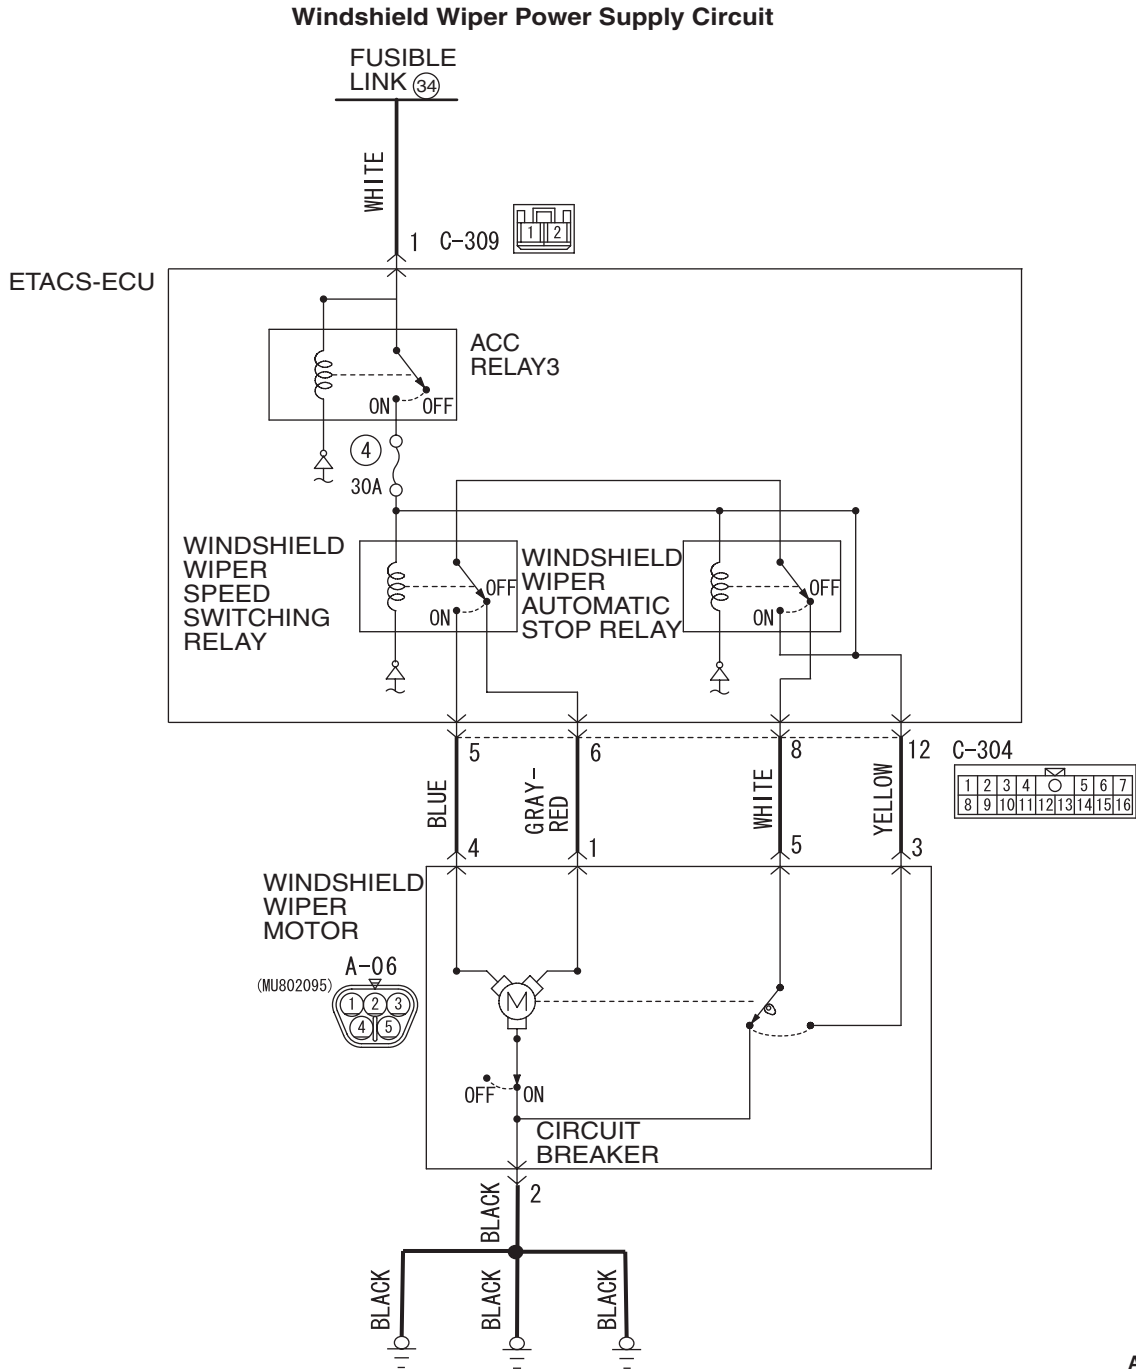 Windshield Wiper Power Supply Circuit
FUSIBLE
LINK 34
WHITE
1 C-309
1 2
ETACS-ECU
ACC
RELAY3
ON OFF
4
30A
WINDSHIELD
WIPER
SPEED
SWITCHING
RELAY
OFF
ON
WINDSHIELD
WIPER
AUTOMATIC
STOP RELAY
OFF
ON
5 6 8 12 C-304
1 2 3 4 5 6 7
8 9 10 11 12 13 14 15 16
BLUE
GRAY-
RED
WHITE
YELLOW
4 1 5 3
WINDSHIELD
WIPER
MOTOR
A-06
(MU802095)
1 2 3
4 5
M
OFF ON
CIRCUIT
BREAKER
BLACK
2
BLACK
BLACK
BLACK
A